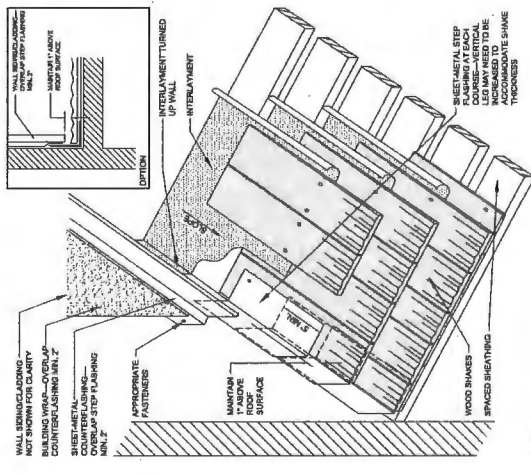 WALL SIDING/CLADDING
NOT SHOWN FOR CLARITY
BUILDING WRAP—OVERLAP
COUNTERFLASHING MIN. 2"
SHEET-METAL
COUNTERFLASHING—
OVERLAP STEP FLASHING
MIN. 2"
APPROPRIATE
FASTENERS
MAINTAIN
1" ABOVE
ROOF
SURFACE
WALL SIDING/CLADDING—
OVERLAP STEP FLASHING
MIN. 2"
MAINTAIN 1" ABOVE
ROOF SURFACE
OPTION
INTERLAYMENT TURNED
UP WALL
INTERLAYMENT
SLOPE
MIN.
SHEET-METAL STEP
FLASHING AT EACH
COURSE—VERTICAL
LEG MAY NEED TO BE
INCREASED TO
ACCOMMODATE SHAKE
THICKNESS
WOOD SHAKES
SPACED SHEATHING